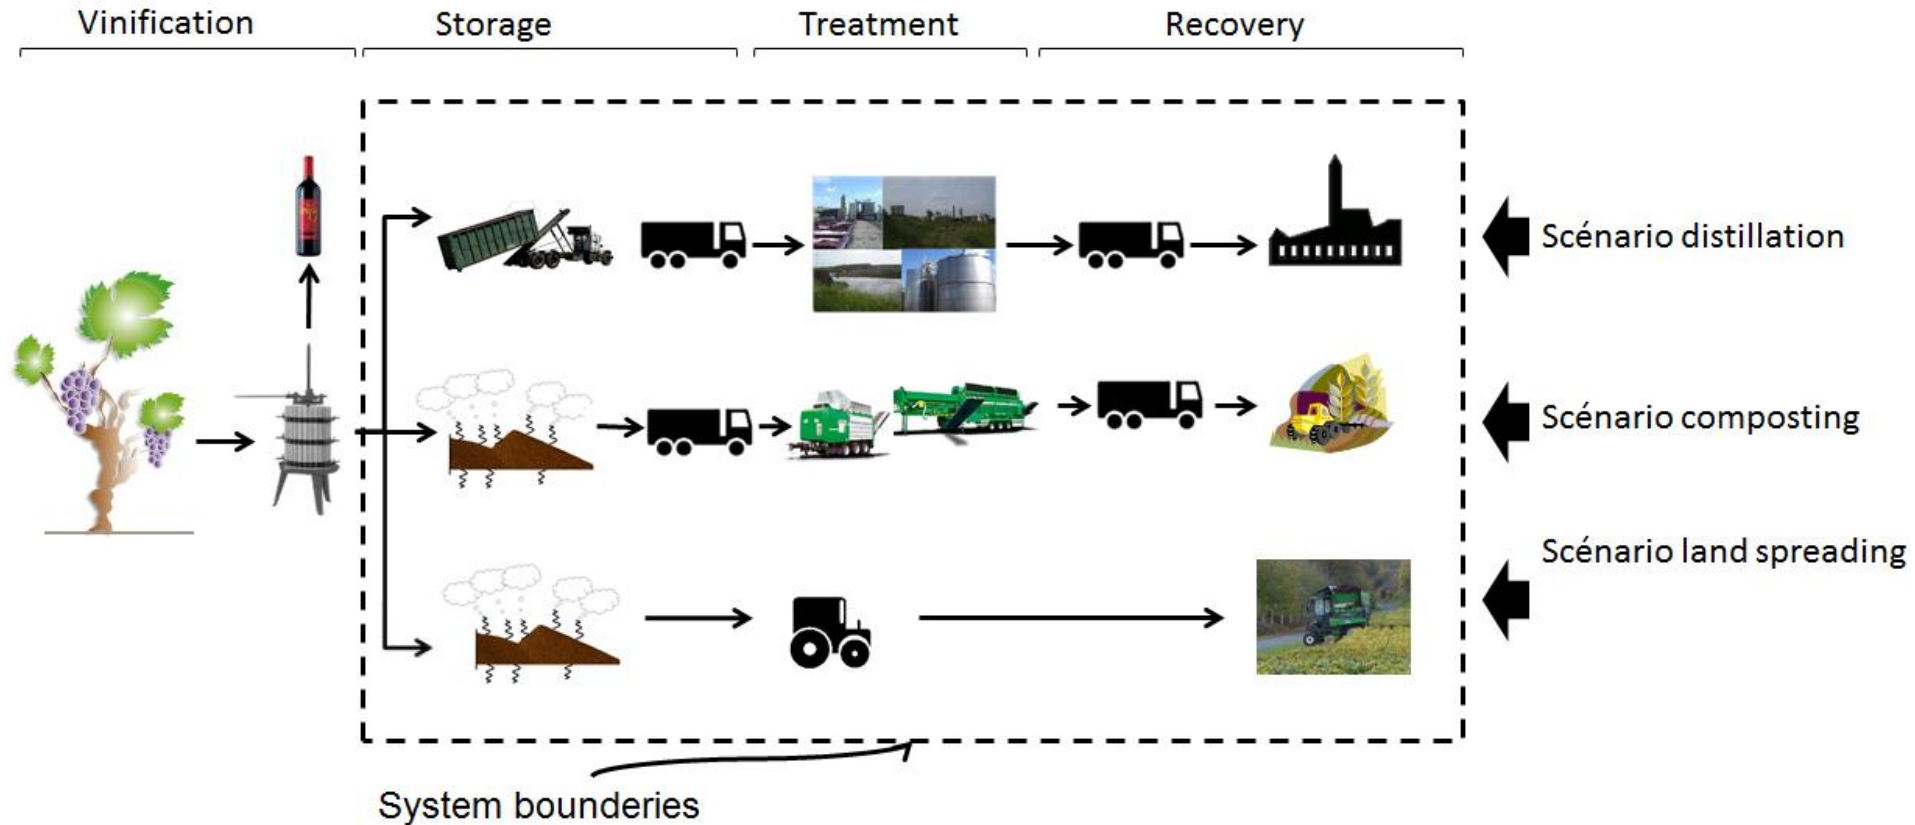 Vinification
Storage
Treatment
Recovery
Scénario distillation
Scénario composting
Scénario land spreading
System bounderies